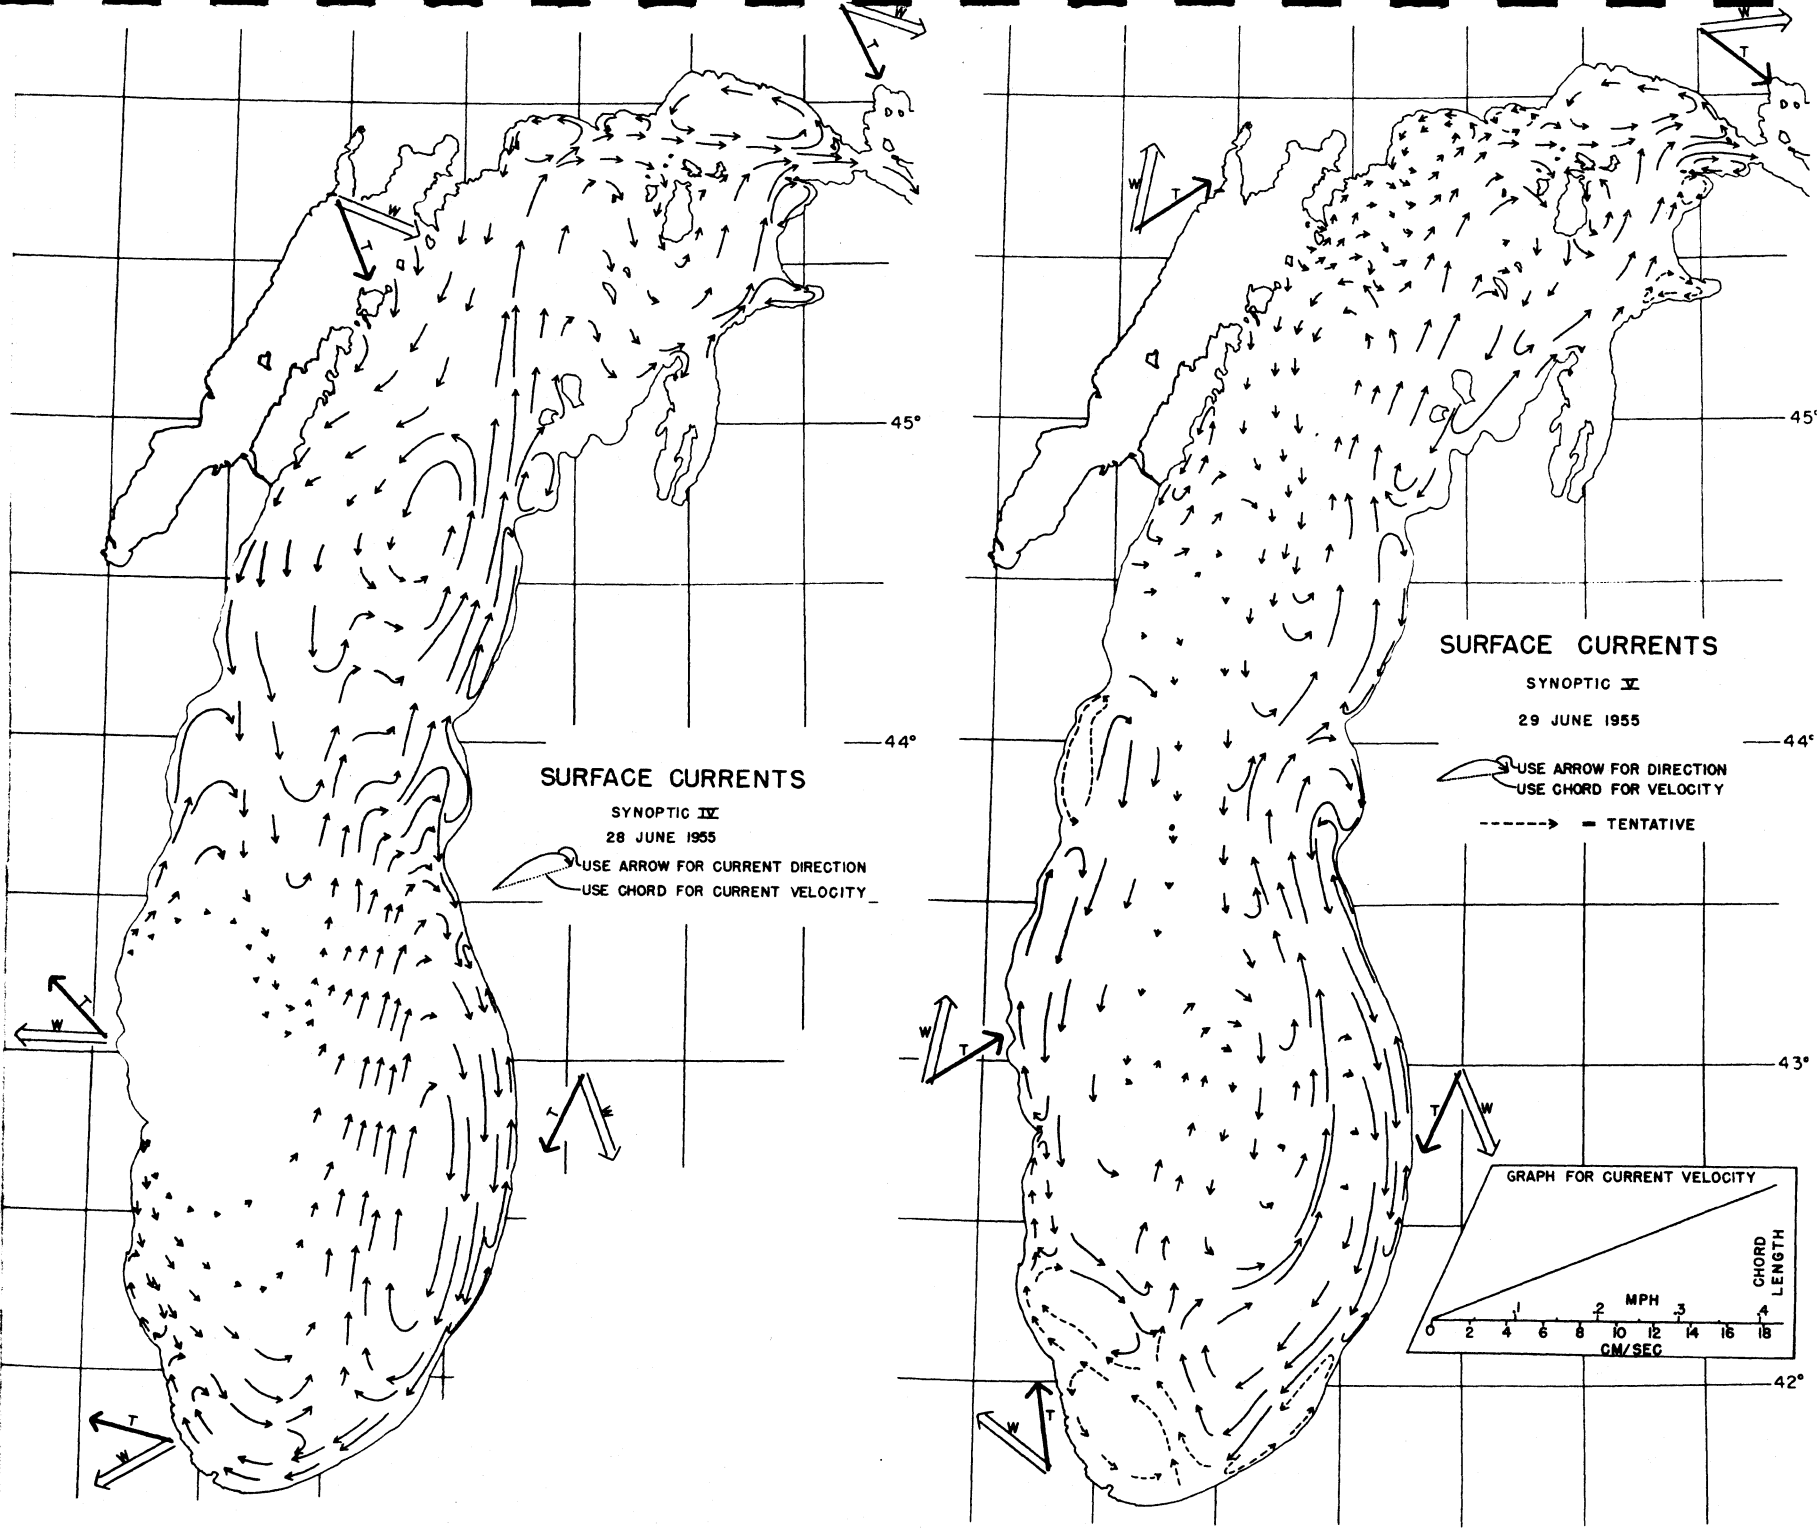 W
T
W
T
W
T
W
T
45°
45°
SURFACE CURRENTS
SYNOPTIC V
29 JUNE 1955
44°
44°
USE ARROW FOR DIRECTION
USE CHORD FOR VELOCITY
= TENTATIVE
SURFACE CURRENTS
SYNOPTIC IV
28 JUNE 1955
USE ARROW FOR CURRENT DIRECTION
USE CHORD FOR CURRENT VELOCITY
T
W
W
T
43°
T
W
T
W
GRAPH FOR CURRENT VELOCITY
CHORD
LENGTH
MPH
.1 .2 .3 .4
0 2 4 6 8 10 12 14 16 18
CM/SEC
42°
T
W
W
T